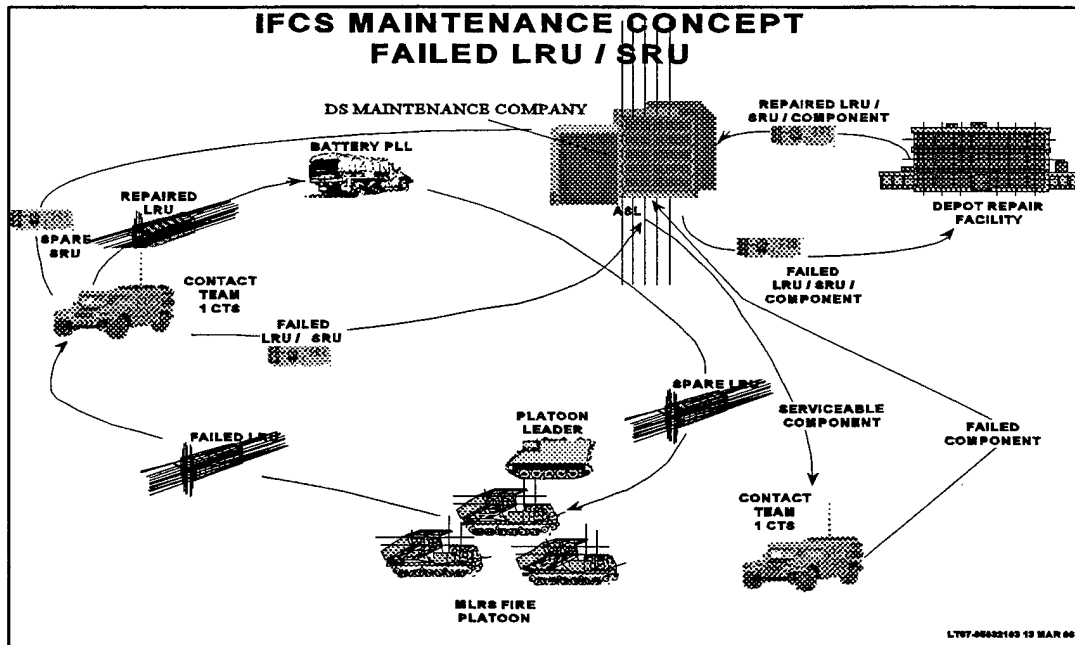 IFCS MAINTENANCE CONCEPT
FAILED LRU / SRU
DS MAINTENANCE COMPANY
BATTERY PLL
REPAIRED LRU /
SRU / COMPONENT
DEPOT REPAIR
FACILITY
REPAIRED
LRU
SPARE
SRU
ASL
FAILED
LRU / SRU /
COMPONENT
CONTACT
TEAM
1 CTS
FAILED
LRU / SRU
SPARE LRU
SERVICEABLE
COMPONENT
FAILED
COMPONENT
FAILED LRU
PLATOON
LEADER
CONTACT
TEAM
1 CTS
MLRS FIRE
PLATOON
13 MAR